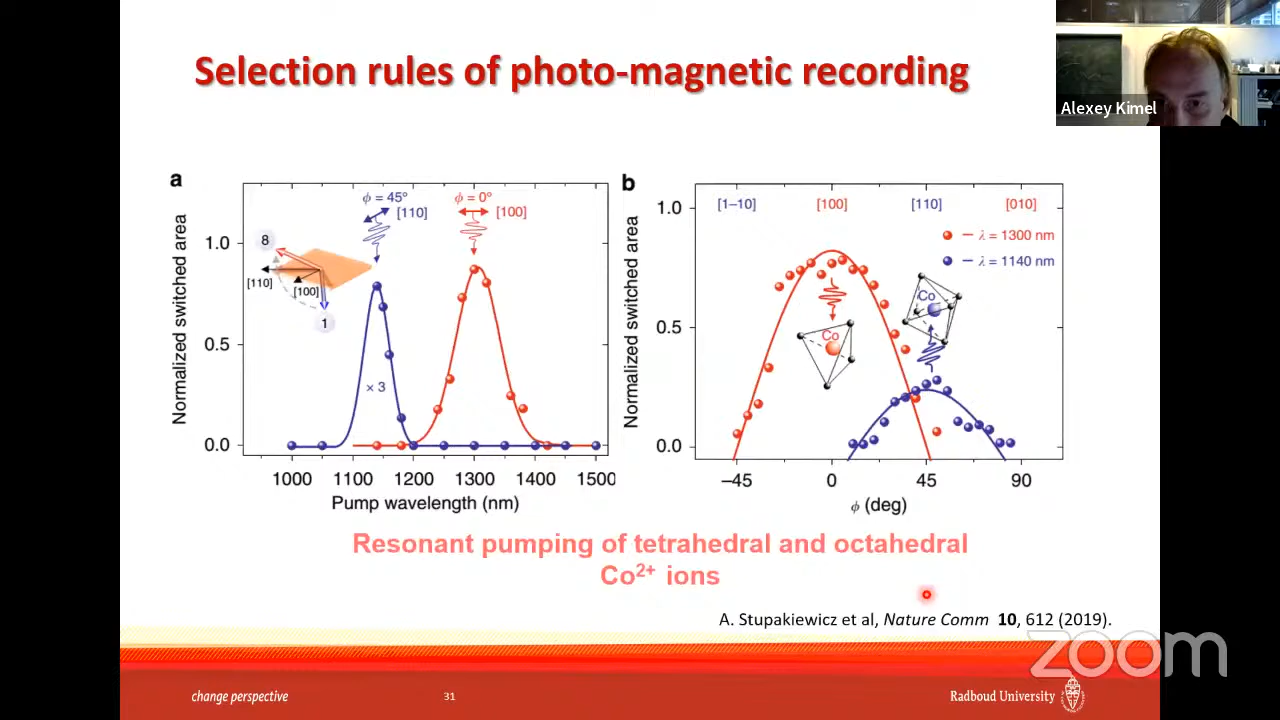 Selection rules of photo-magnetic recording
Alexey Kimel
a
Normalized switched area
1.0
0.5
0.0
1000 1100 1200 1300 1400 1500
Pump wavelength (nm)
ϕ = 45°
[110]
ϕ = 0°
[100]
8
[110]
[100]
1
× 3
b
Normalized switched area
1.0
0.5
0.0
−45 0 45 90
ϕ (deg)
[1–10] [100] [110] [010]
– λ = 1300 nm
– λ = 1140 nm
Co
Co
Resonant pumping of tetrahedral and octahedral
Co²⁺ ions
A. Stupakiewicz et al, Nature Comm 10, 612 (2019).
zoom
change perspective
31
Radboud University